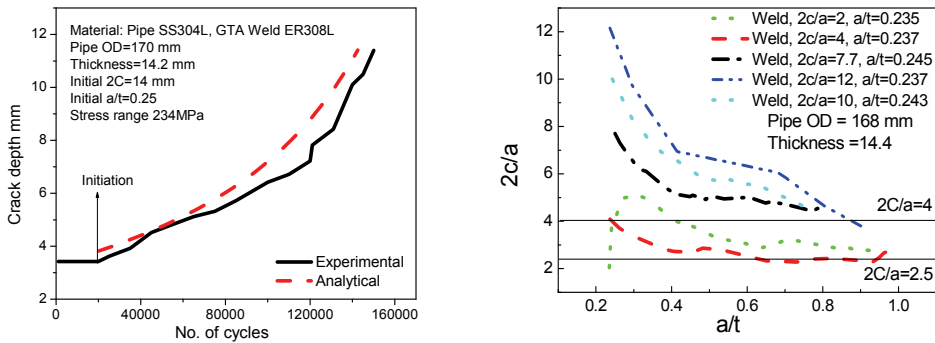 Material: Pipe SS304L, GTA Weld ER308L
Pipe OD=170 mm
Thickness=14.2 mm
Initial 2C=14 mm
Initial a/t=0.25
Stress range 234MPa
Initiation
Experimental
Analytical
Crack depth mm
12
10
8
6
4
2
0 40000 80000 120000 160000
No. of cycles
Weld, 2c/a=2, a/t=0.235
Weld, 2c/a=4, a/t=0.237
Weld, 2c/a=7.7, a/t=0.245
Weld, 2c/a=12, a/t=0.237
Weld, 2c/a=10, a/t=0.243
Pipe OD = 168 mm
Thickness =14.4
2C/a=4
2C/a=2.5
2c/a
12
10
8
6
4
2
0.2 0.4 0.6 0.8 1.0
a/t